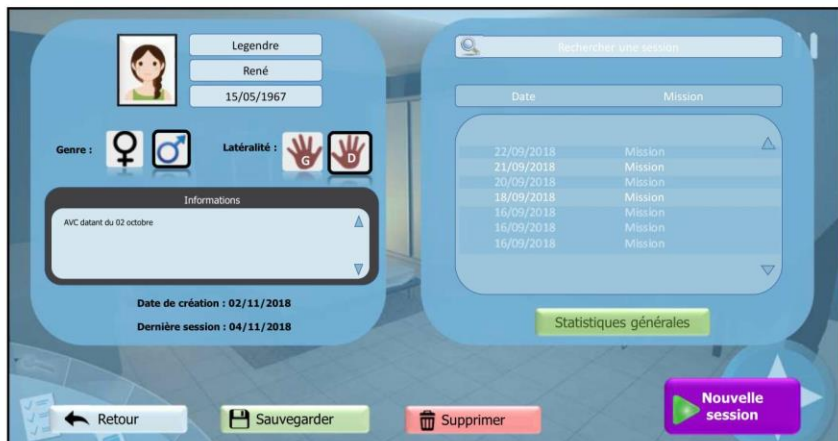 Legendre
René
15/05/1967
Genre :
Latéralité :
G
D
Informations
AVC datant du 02 octobre
Date de création : 02/11/2018
Dernière session : 04/11/2018
Rechercher une session
Date Mission
22/09/2018 Mission
21/09/2018 Mission
20/09/2018 Mission
18/09/2018 Mission
16/09/2018 Mission
16/09/2018 Mission
16/09/2018 Mission
Statistiques générales
Retour
Sauvegarder
Supprimer
Nouvelle
session